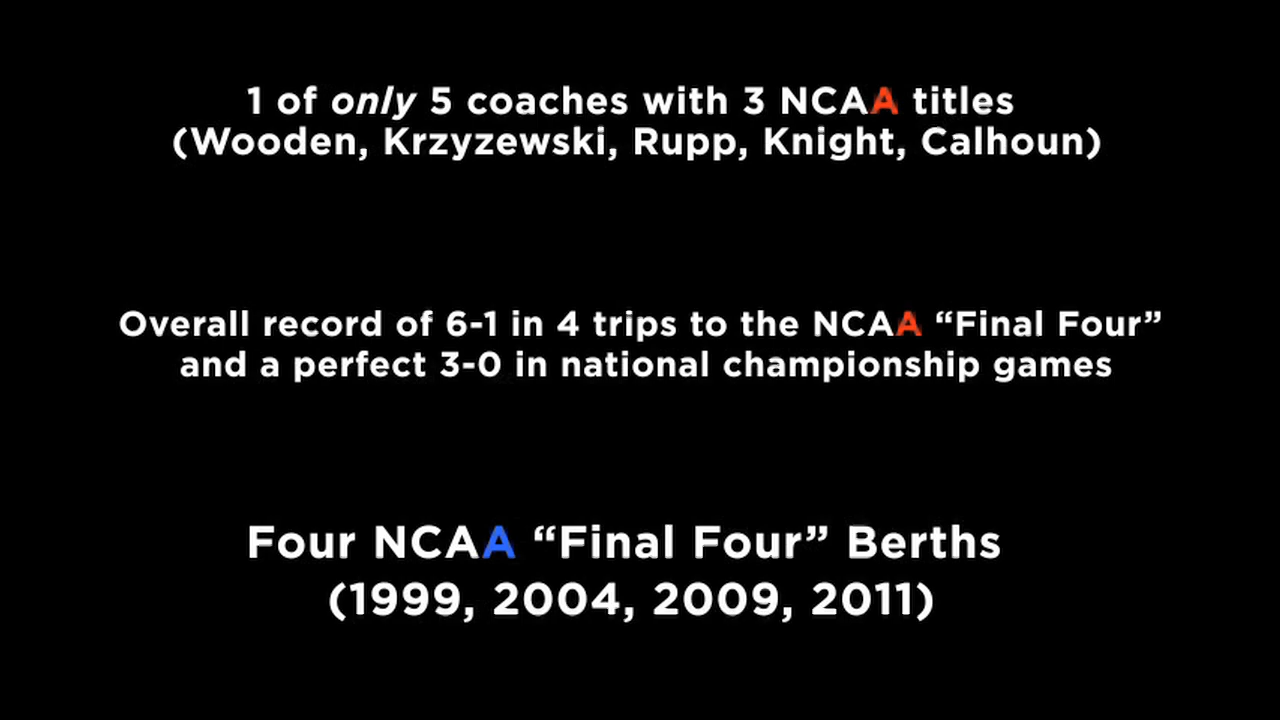 1 of only 5 coaches with 3 NCAA titles
(Wooden, Krzyzewski, Rupp, Knight, Calhoun)
Overall record of 6-1 in 4 trips to the NCAA “Final Four”
and a perfect 3-0 in national championship games
Four NCAA “Final Four” Berths
(1999, 2004, 2009, 2011)